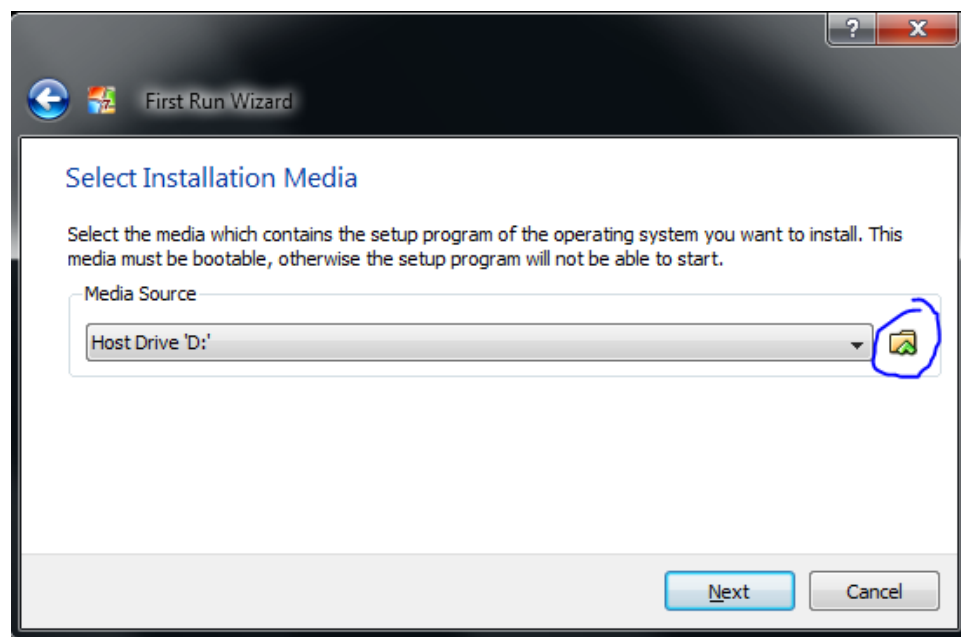 ?
X
First Run Wizard
Select Installation Media
Select the media which contains the setup program of the operating system you want to install. This
media must be bootable, otherwise the setup program will not be able to start.
Media Source
Host Drive 'D:'
Next
Cancel